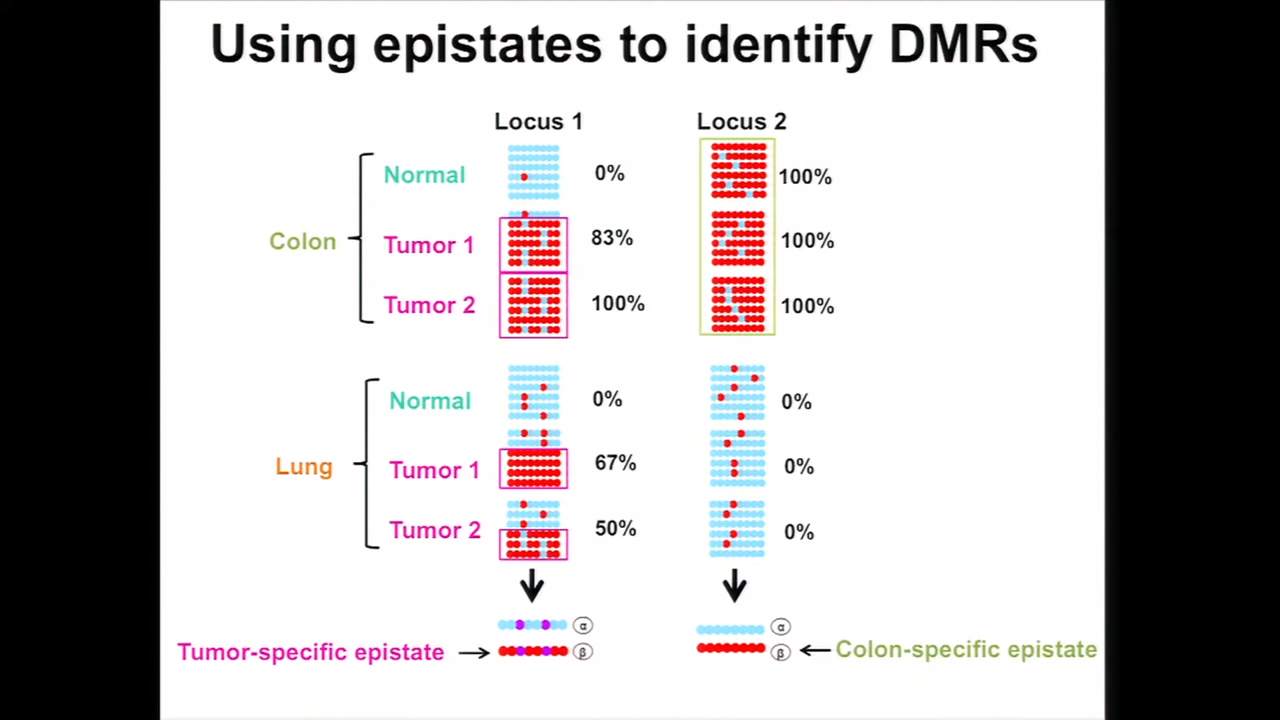 Using epistates to identify DMRs
Locus 1 Locus 2
Colon
Normal 0% 100%
Tumor 1 83% 100%
Tumor 2 100% 100%
Lung
Normal 0% 0%
Tumor 1 67% 0%
Tumor 2 50% 0%
α α
Tumor-specific epistate β β Colon-specific epistate